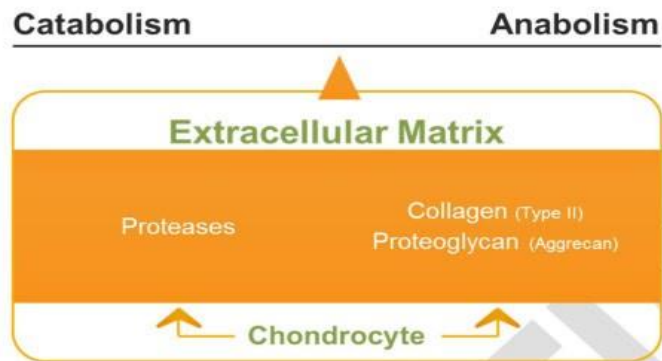 Catabolism Anabolism
Extracellular Matrix
Proteases
Collagen (Type II)
Proteoglycan (Aggrecan)
Chondrocyte